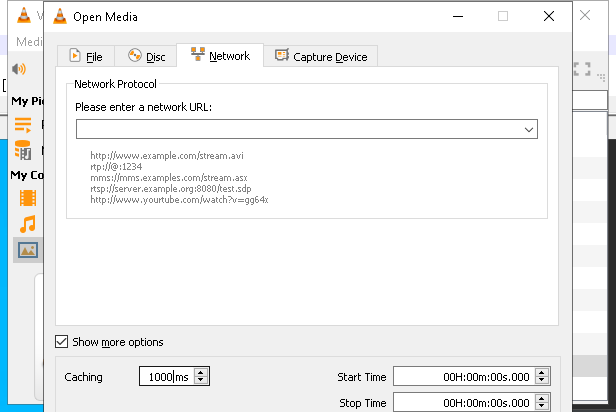 V
Open Media
Medi
File
Disc
Network
Capture Device
Network Protocol
Please enter a network URL:
http://www.example.com/stream.avi
rtp://@:1234
mms://mms.examples.com/stream.asx
rtsp://server.example.org:8080/test.sdp
http://www.yourtube.com/watch?v=gg64x
My Pi
My Co
Show more options
Caching
1000 ms
Start Time
00H:00m:00s.000
Stop Time
00H:00m:00s.000